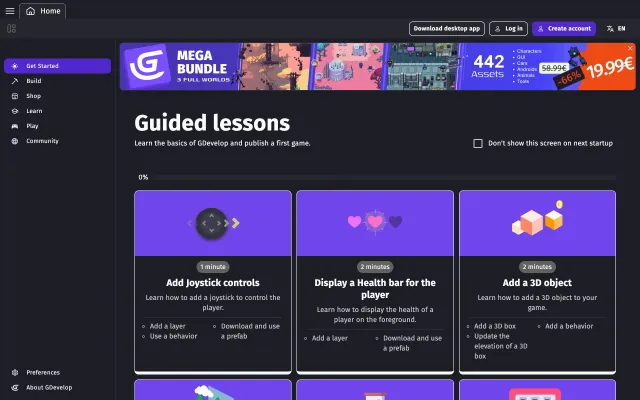 Home
Download desktop app
Log in
Create account
EN
Get Started
Build
Shop
Learn
Play
Community
Preferences
About GDevelop
MEGA
BUNDLE
3 FULL WORLDS
442
Assets
• Characters
• GUI
• Cars
• Androids
• Animals
• Tools
58.99€
-66%
19.99€
Guided lessons
Learn the basics of GDevelop and publish a first game.
Don't show this screen on next startup
0%
1 minute
Add Joystick controls
Learn how to add a joystick to control the
player.
Add a layer
Use a behavior
Download and use
a prefab
2 minutes
Display a Health bar for the
player
Learn how to display the health of a
player on the foreground.
Add a layer
Download and use
a prefab
2 minutes
Add a 3D object
Learn how to add a 3D object to your
game.
Add a 3D box
Update the
elevation of a 3D
box
Add a behavior